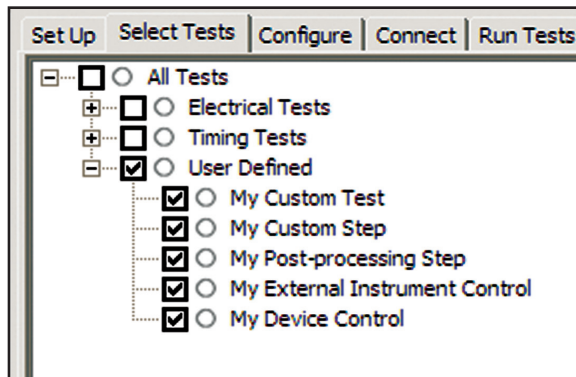 Set Up Select Tests Configure Connect Run Tests
All Tests
Electrical Tests
Timing Tests
User Defined
My Custom Test
My Custom Step
My Post-processing Step
My External Instrument Control
My Device Control